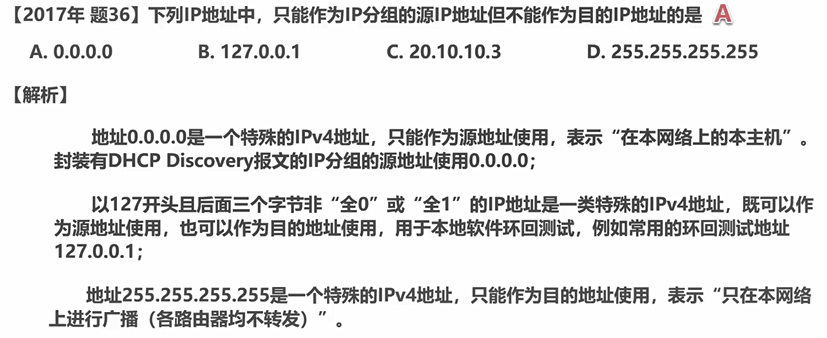 【2017年 题36】下列IP地址中，只能作为IP分组的源IP地址但不能作为目的IP地址的是 A
A. 0.0.0.0 B. 127.0.0.1 C. 20.10.10.3 D. 255.255.255.255
【解析】
地址0.0.0.0是一个特殊的IPv4地址，只能作为源地址使用，表示“在本网络上的本主机”。
封装有DHCP Discovery报文的IP分组的源地址使用0.0.0.0；
以127开头且后面三个字节非“全0”或“全1”的IP地址是一类特殊的IPv4地址，既可以作
为源地址使用，也可以作为目的地址使用，用于本地软件环回测试，例如常用的环回测试地址
127.0.0.1；
地址255.255.255.255是一个特殊的IPv4地址，只能作为目的地址使用，表示“只在本网络
上进行广播（各路由器均不转发）”。